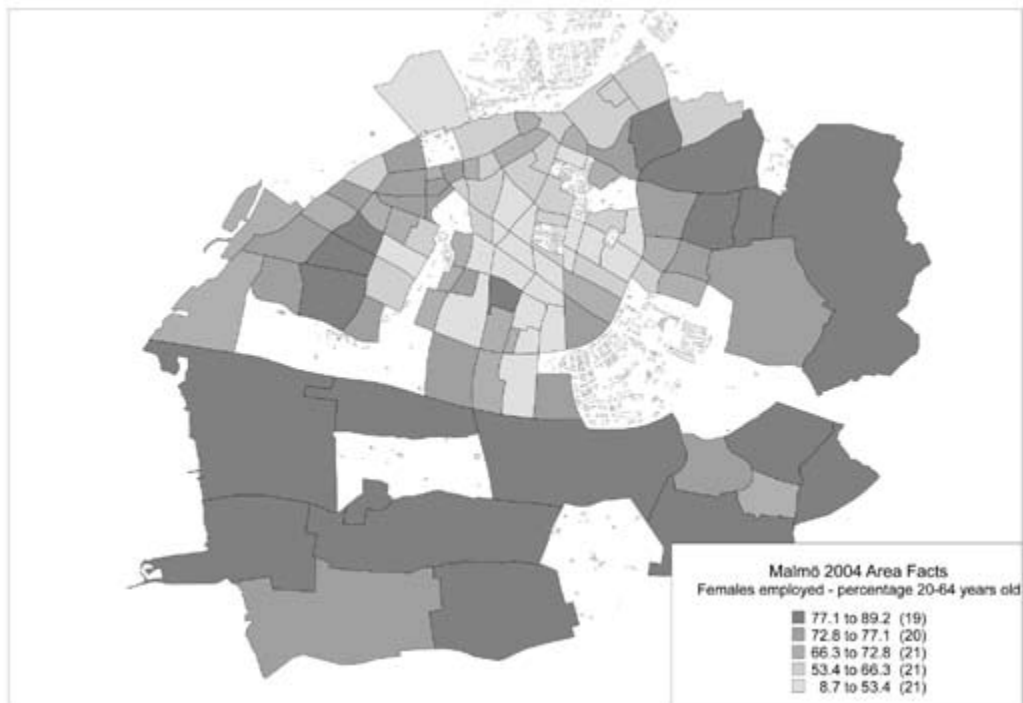 Malmö 2004 Area Facts
Females employed - percentage 20-64 years old
77.1 to 89.2 (19)
72.8 to 77.1 (20)
66.3 to 72.8 (21)
53.4 to 66.3 (21)
8.7 to 53.4 (21)